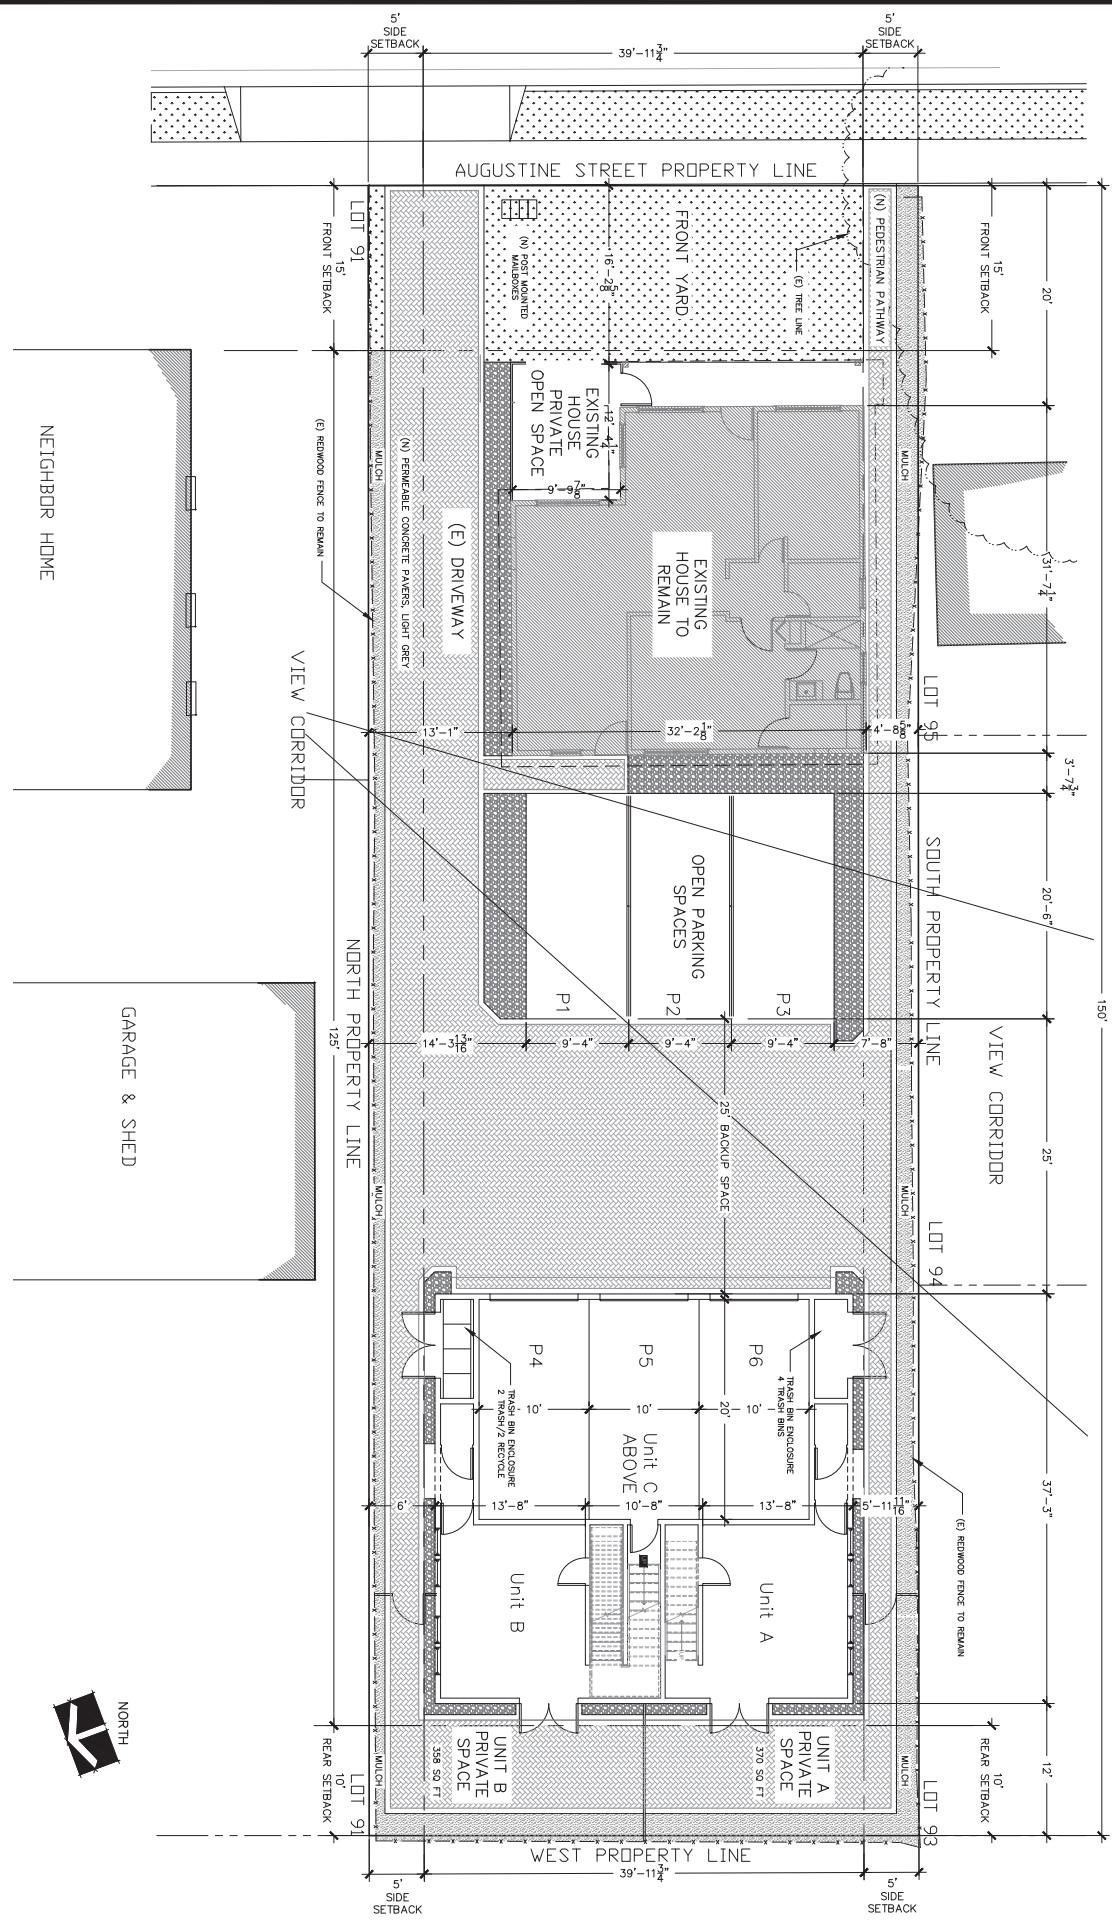 5'
SIDE
SETBACK
39'-11 3/4"
5'
SIDE
SETBACK
AUGUSTINE STREET PROPERTY LINE
LOT 91
15'
FRONT SETBACK
FRONT YARD
(N) POST MOUNTED
MAILBOXES
16'-2 5/8"
(E) TREE LINE
(N) PEDESTRIAN PATHWAY
15'
FRONT SETBACK
20'
EXISTING
HOUSE
PRIVATE
OPEN SPACE
12'-4 1/4"
9'-9 7/8"
NEIGHBOR HOME
(E) REDWOOD FENCE TO REMAIN
MULCH
(N) PERMEABLE CONCRETE PAVERS, LIGHT GREY
(E) DRIVEWAY
EXISTING
HOUSE TO
REMAIN
MULCH
31'-7 1/4"
LOT 95
VIEW CORRIDOR
13'-1"
32'-2 1/8"
4'-8 5/8"
3'-7 3/4"
OPEN PARKING
SPACES
P1
P2
P3
SOUTH PROPERTY LINE
20'-6"
150'
NORTH PROPERTY LINE
125'
GARAGE & SHED
14'-3 3/16"
9'-4"
9'-4"
9'-4"
7'-8"
25' BACKUP SPACE
VIEW CORRIDOR
25'
MULCH
MULCH
LOT 94
P4
P5
P6
TRASH BIN ENCLOSURE
2 TRASH/2 RECYCLE
TRASH BIN ENCLOSURE
4 TRASH BINS
10'
10'
20'
10'
Unit C
ABOVE
6'
13'-8"
10'-8"
13'-8"
5'-11 11/16"
37'-3"
(E) REDWOOD FENCE TO REMAIN
Unit B
Unit A
NORTH
UNIT B
PRIVATE
SPACE
358 SQ FT
UNIT A
PRIVATE
SPACE
370 SQ FT
MULCH
MULCH
10'
REAR SETBACK
10'
REAR SETBACK
12'
LOT 91
LOT 93
WEST PROPERTY LINE
39'-11 3/4"
5'
SIDE
SETBACK
5'
SIDE
SETBACK